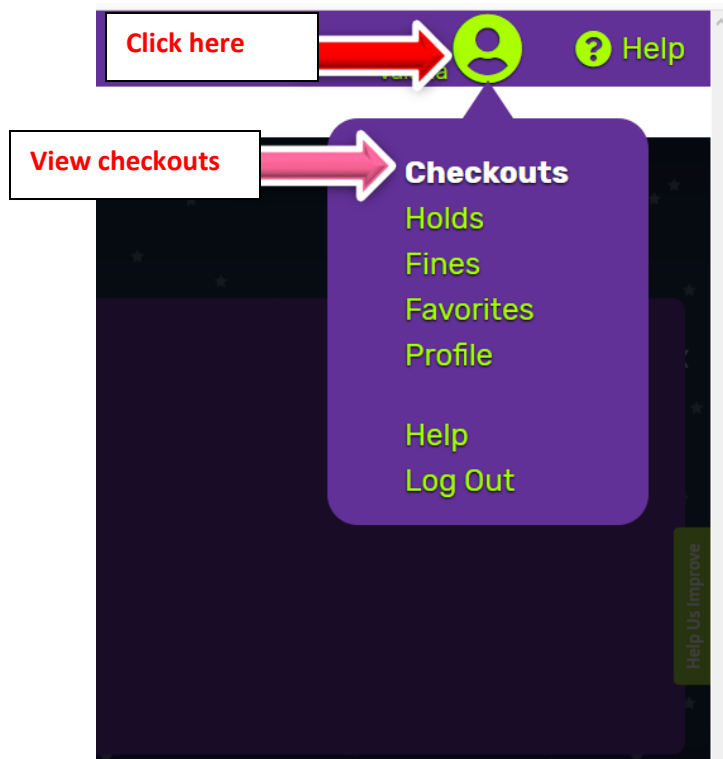 Click here
Help
View checkouts
Checkouts
Holds
Fines
Favorites
Profile
Help
Log Out
Help Us Improve